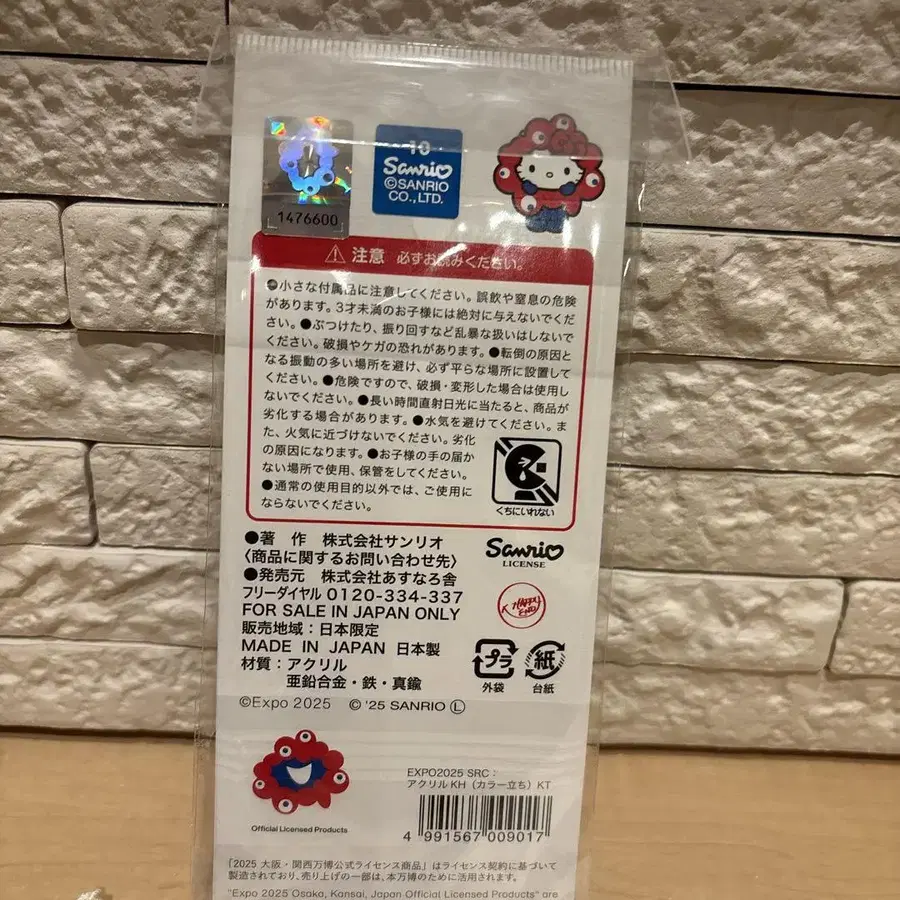 1476600
10
Sanrio
©SANRIO
CO.,LTD.
⚠注意 必ずお読みください。
●小さな付属品に注意してください。誤飲や窒息の危険
があります。3才未満のお子様には絶対に与えないでくだ
さい。●ぶつけたり、振り回すなど乱暴な扱いはしないで
ください。破損やケガの恐れがあります。●転倒の原因と
なる振動の多い場所を避け、必ず平らな場所に設置して
ください。●危険ですので、破損・変形した場合は使用し
ないでください。●長い時間直射日光に当たると、商品が
劣化する場合があります。●水気を避けてください。ま
た、火気に近づけないでください。劣化
の原因になります。●お子様の手の届か
ない場所で使用、保管をしてください。
●通常の使用目的以外では、ご使用に
ならないでください。
くちにいれない
●著 作 株式会社サンリオ
〈商品に関するお問い合わせ先〉
●発売元 株式会社あすなろ舎
フリーダイヤル 0120-334-337
FOR SALE IN JAPAN ONLY
販売地域:日本限定
MADE IN JAPAN 日本製
材質:アクリル
亜鉛合金・鉄・真鍮
©Expo 2025 ©'25 SANRIO Ⓛ
Sanrio
LICENSE
HAPPY
END
プラ
外袋
紙
台紙
Official Licensed Products
EXPO2025 SRC:
アクリルKH(カラー立ち)KT
4 991567 009017
「2025 大阪・関西万博公式ライセンス商品」はライセンス契約に基づいて
製造されており、売り上げの一部は、本万博のために活用されます。
"Expo 2025 Osaka, Kansai, Japan Official Licensed Products" are